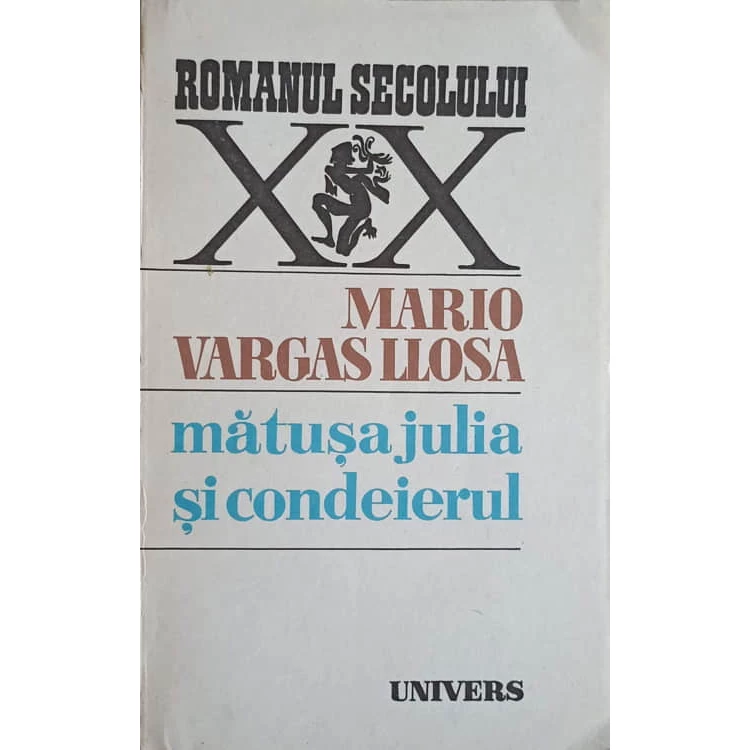 ROMANUL SECOLULUI
XX
MARIO
VARGAS LLOSA
mătușa julia
și condeierul
UNIVERS